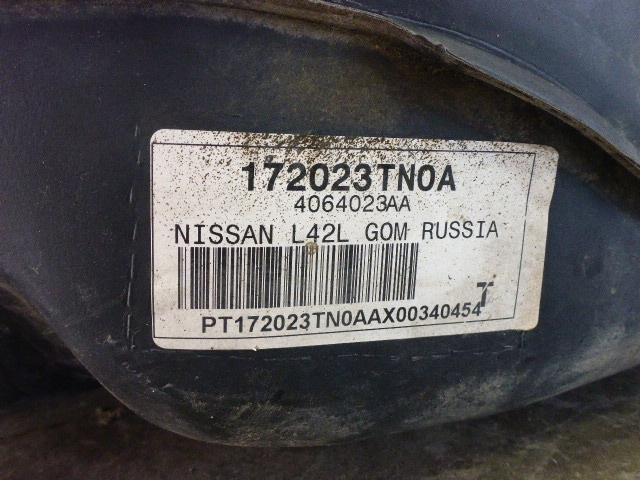 172023TN0A
4064023AA
NISSAN L42L GOM RUSSIA
PT172023TN0AAX00340454
T